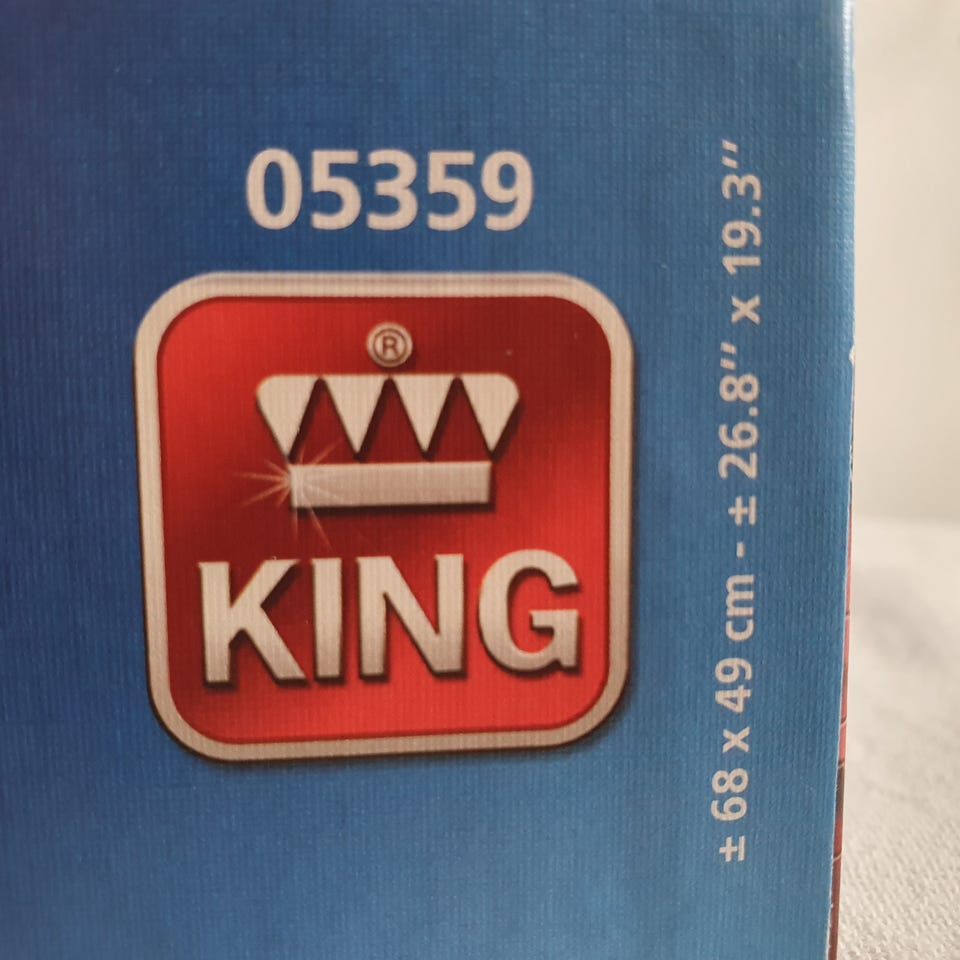 05359
®
KING
± 68 x 49 cm - ± 26.8'' x 19.3''